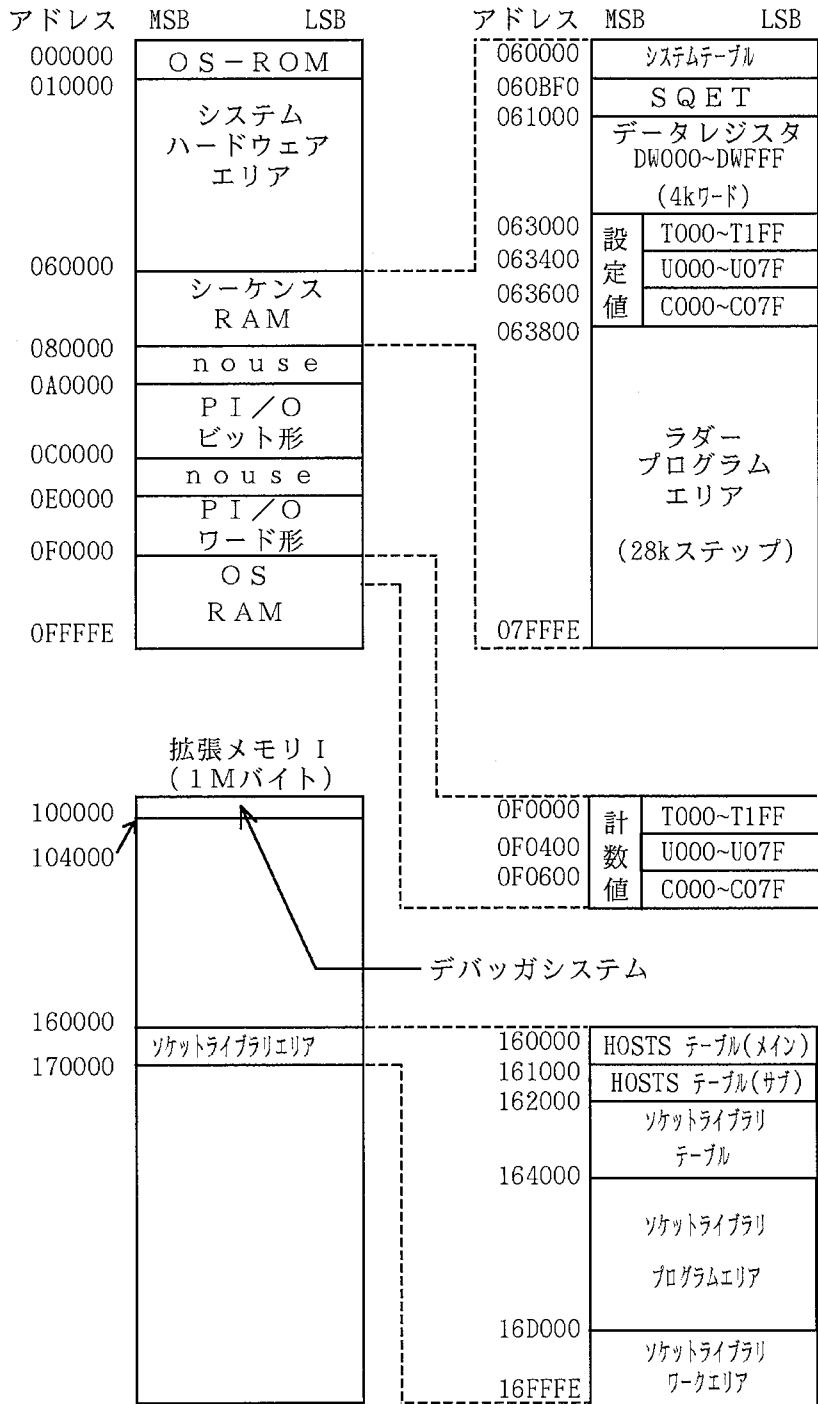 アドレス MSB LSB
000000 OS-ROM
010000
システム
ハードウェア
エリア
060000
シーケンス
RAM
080000
nouse
0A0000
PI/O
ビット形
0C0000
nouse
0E0000
PI/O
ワード形
0F0000
OS
RAM
0FFFFE
アドレス MSB LSB
060000 システムテーブル
060BF0 SQET
061000
データレジスタ
DW000~DWFFF
(4kワード)
設定値
063000 T000~T1FF
063400 U000~U07F
063600 C000~C07F
063800
ラダー
プログラム
エリア
(28kステップ)
07FFFE
拡張メモリI
(1Mバイト)
100000
104000
デバッガシステム
160000
ソケットライブラリエリア
170000
計数値
0F0000 T000~T1FF
0F0400 U000~U07F
0F0600 C000~C07F
160000 HOSTS テーブル(メイン)
161000 HOSTS テーブル(サブ)
162000
ソケットライブラリ
テーブル
164000
ソケットライブラリ
プログラムエリア
16D000
ソケットライブラリ
ワークエリア
16FFFE